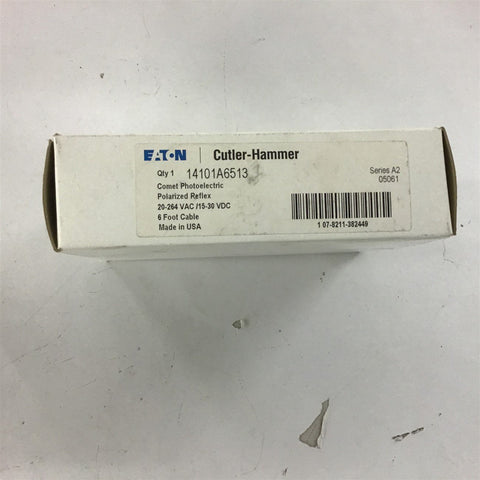 EATON Cutler-Hammer
Qty 1 14101A6513
Series A2
05061
Comet Photoelectric
Polarized Reflex
20-264 VAC /15-30 VDC
6 Foot Cable
Made in USA
1 07-8211-382449